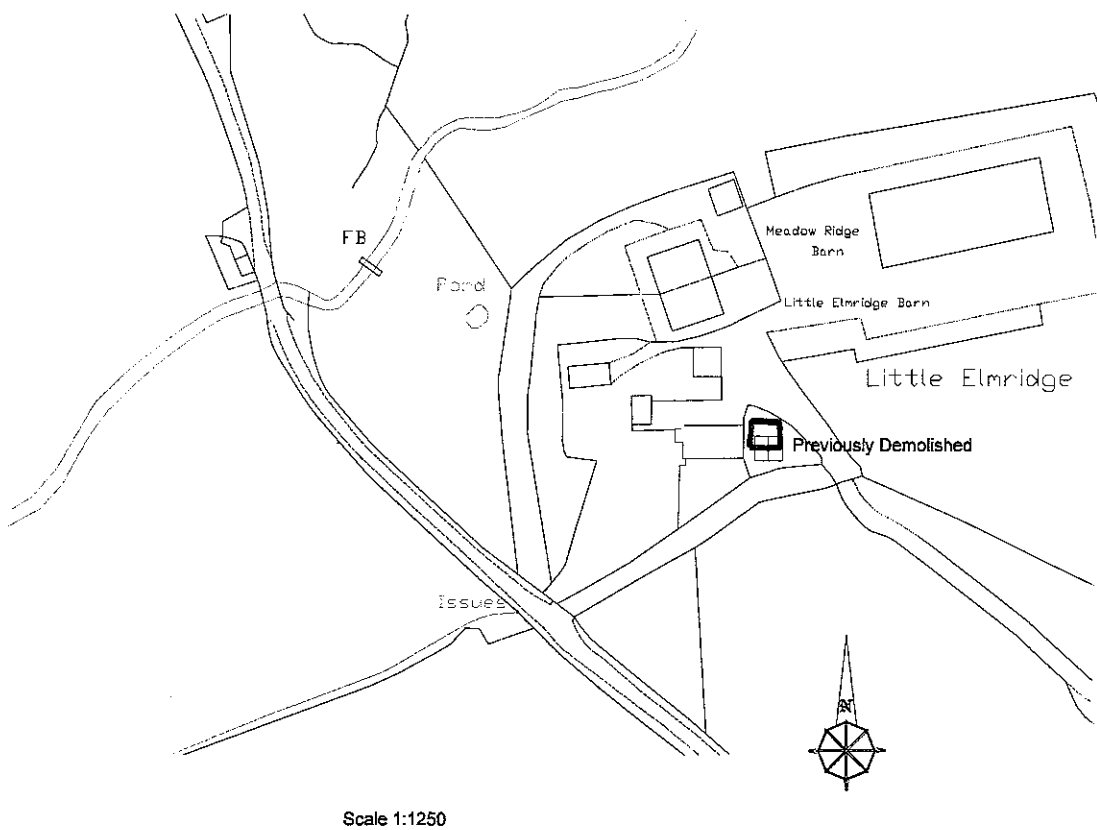 FB
Pond
Meadow Ridge
Barn
Little Elmridge Barn
Little Elmridge
Previously Demolished
Issues
N
Scale 1:1250